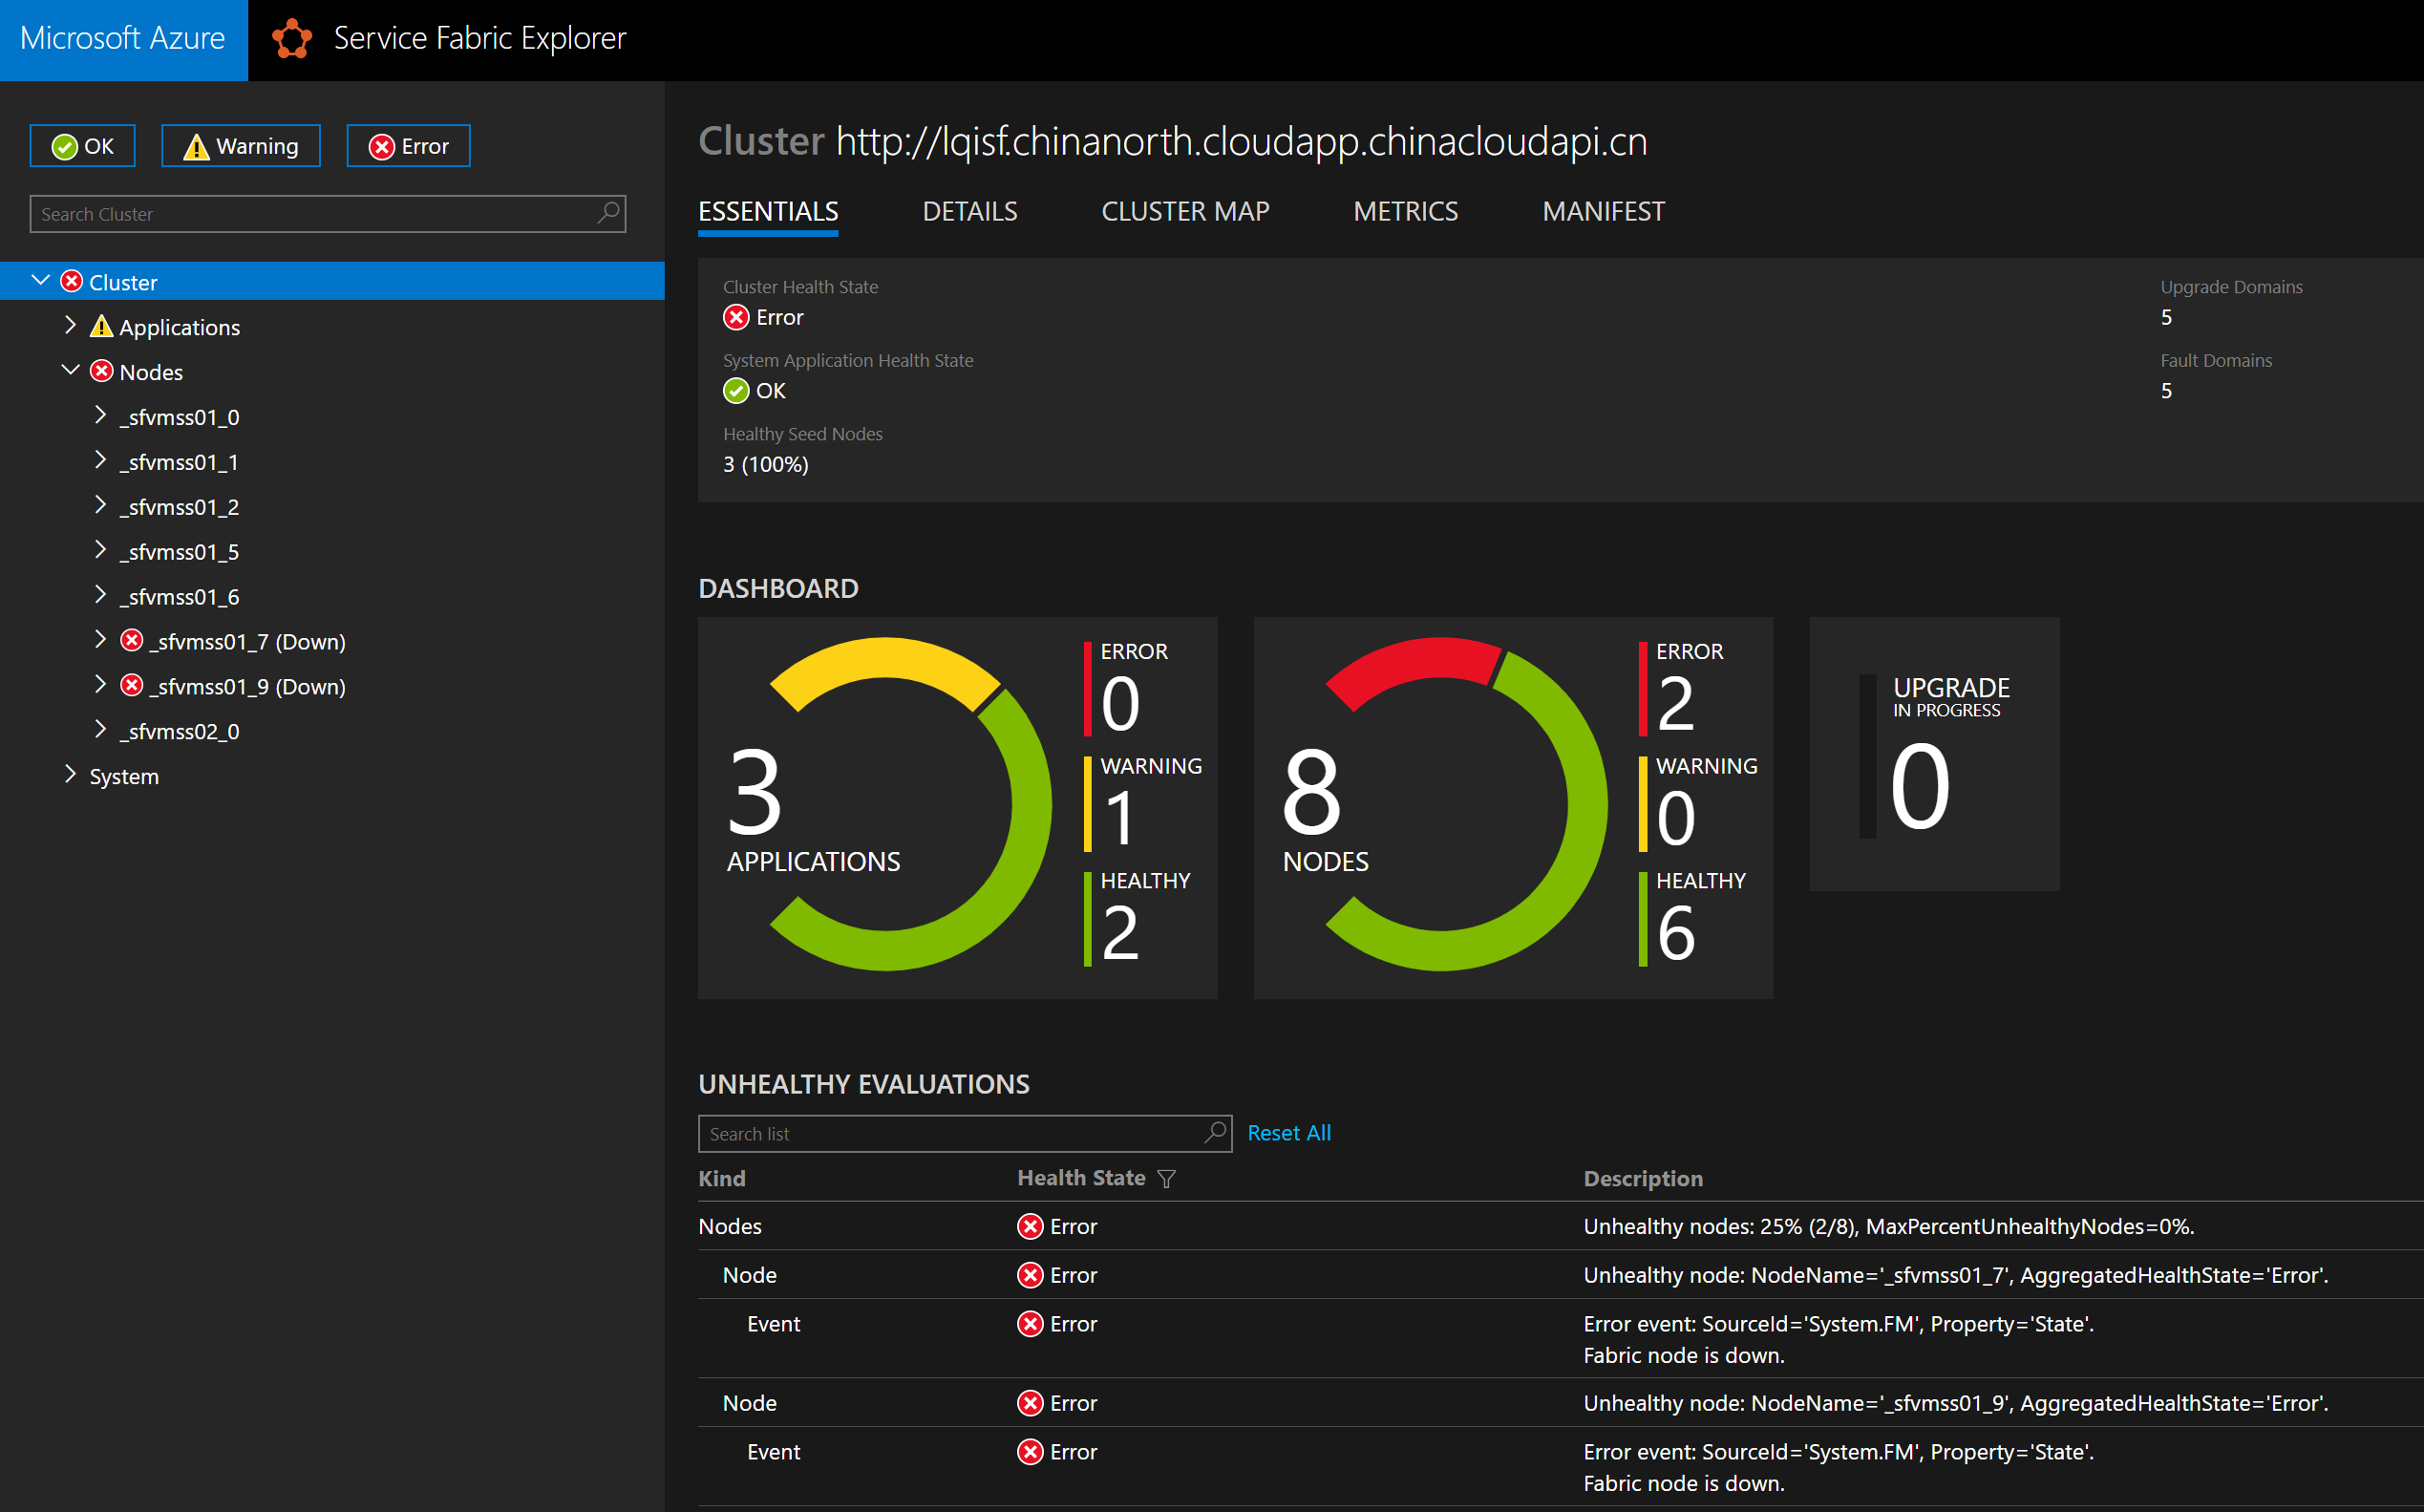 Microsoft Azure
Service Fabric Explorer
OK
Warning
Error
Search Cluster
Cluster
Applications
Nodes
_sfvmss01_0
_sfvmss01_1
_sfvmss01_2
_sfvmss01_5
_sfvmss01_6
_sfvmss01_7 (Down)
_sfvmss01_9 (Down)
_sfvmss02_0
System
Cluster http://lqisf.chinanorth.cloudapp.chinacloudapi.cn
ESSENTIALS
DETAILS
CLUSTER MAP
METRICS
MANIFEST
Cluster Health State
Error
System Application Health State
OK
Healthy Seed Nodes
3 (100%)
Upgrade Domains
5
Fault Domains
5
DASHBOARD
3
APPLICATIONS
ERROR
0
WARNING
1
HEALTHY
2
8
NODES
ERROR
2
WARNING
0
HEALTHY
6
UPGRADE
IN PROGRESS
0
UNHEALTHY EVALUATIONS
Search list
Reset All
Kind Health State Description
Nodes Error Unhealthy nodes: 25% (2/8), MaxPercentUnhealthyNodes=0%.
Node Error Unhealthy node: NodeName='_sfvmss01_7', AggregatedHealthState='Error'.
Event Error Error event: SourceId='System.FM', Property='State'.
Fabric node is down.
Node Error Unhealthy node: NodeName='_sfvmss01_9', AggregatedHealthState='Error'.
Event Error Error event: SourceId='System.FM', Property='State'.
Fabric node is down.